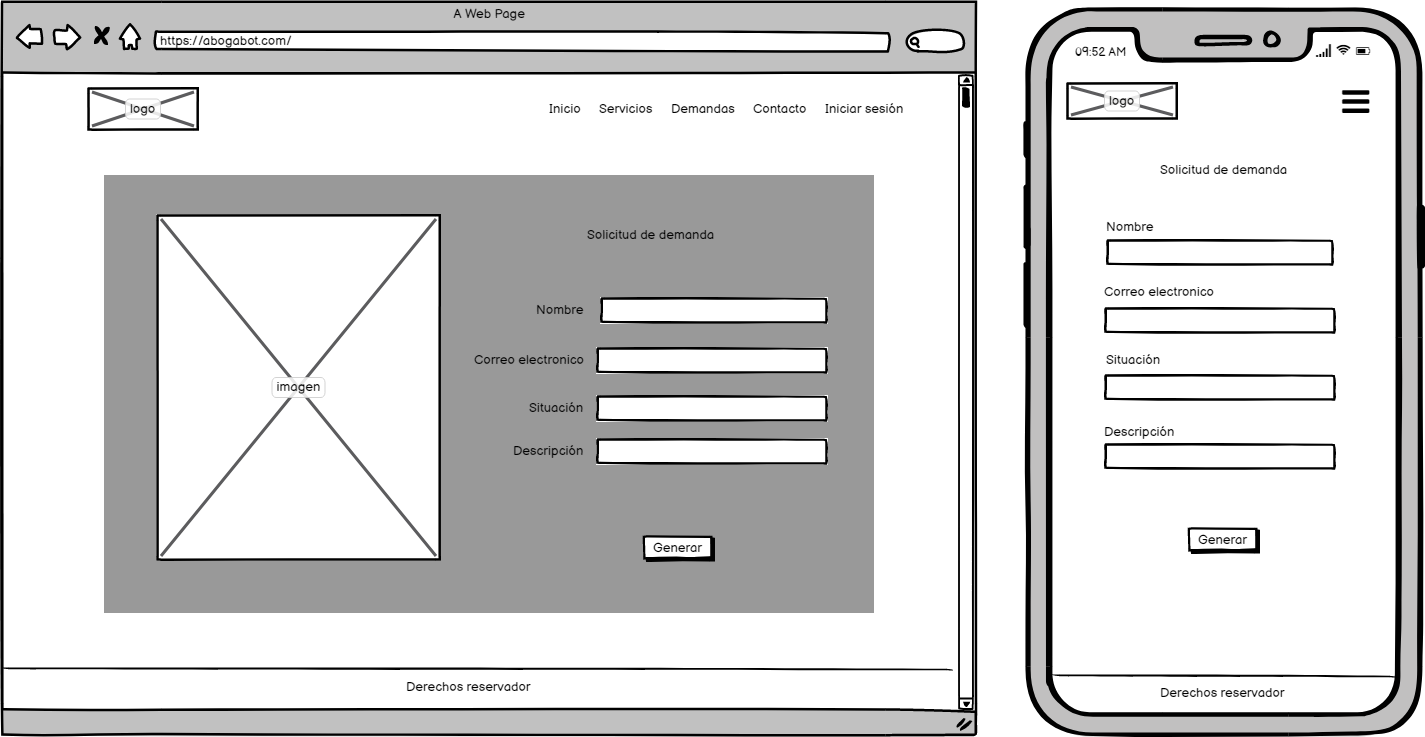 A Web Page
https://abogabot.com/
logo
Inicio Servicios Demandas Contacto Iniciar sesión
imagen
Solicitud de demanda
Nombre
Correo electronico
Situación
Descripción
Generar
Derechos reservador
09:52 AM
logo
Solicitud de demanda
Nombre
Correo electronico
Situación
Descripción
Generar
Derechos reservador